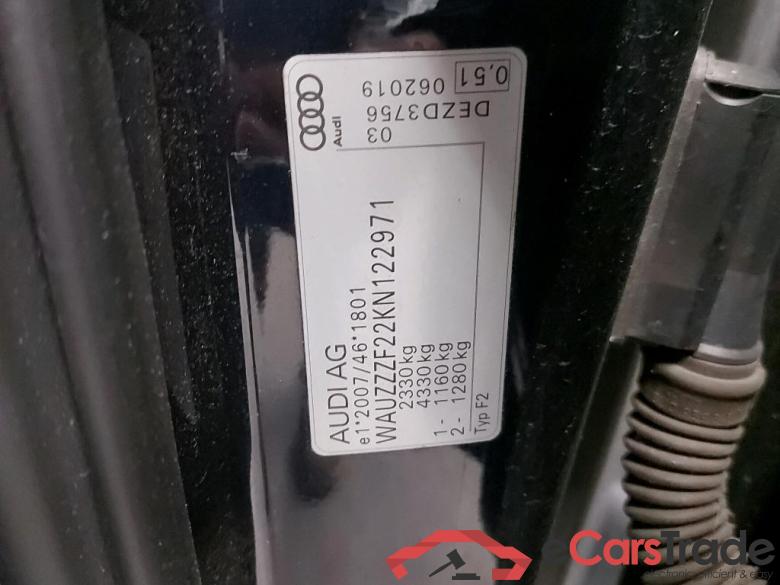 AUDI AG
e1*2007/46*1801
WAUZZZF22KN122971
2330 kg
4330 kg
1- 1160 kg
2- 1280 kg
Typ F2
Audi
03
DEZD3756
062019
0,51
eCarsTrade